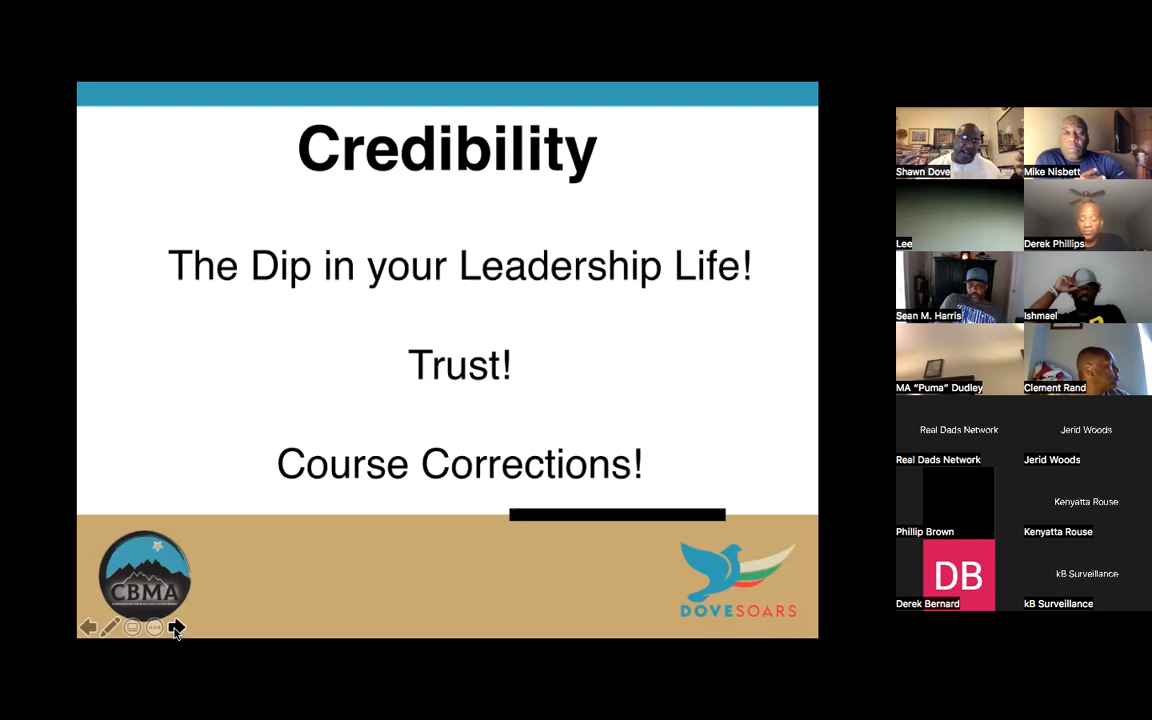 Credibility
The Dip in your Leadership Life!
Trust!
Course Corrections!
CBMA
DOVESOARS
Shawn Dove
Mike Nisbett
Lee
Derek Phillips
Sean M. Harris
Ishmael
MA “Puma” Dudley
Clement Rand
Real Dads Network
Jerid Woods
Real Dads Network
Jerid Woods
Kenyatta Rouse
Phillip Brown
Kenyatta Rouse
DB
kB Surveillance
Derek Bernard
kB Surveillance